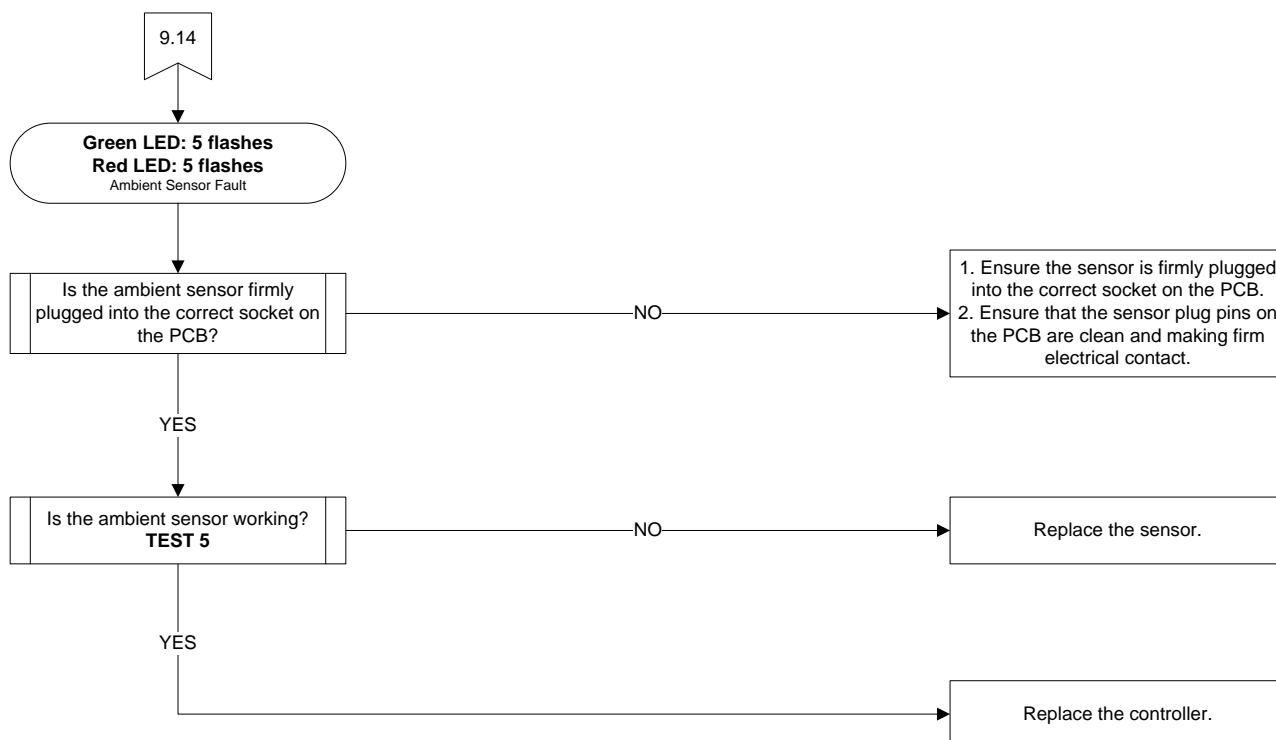 9.14
Green LED: 5 flashes
Red LED: 5 flashes
Ambient Sensor Fault
Is the ambient sensor firmly
plugged into the correct socket on
the PCB?
NO
1. Ensure the sensor is firmly plugged
into the correct socket on the PCB.
2. Ensure that the sensor plug pins on
the PCB are clean and making firm
electrical contact.
YES
Is the ambient sensor working?
TEST 5
NO
Replace the sensor.
YES
Replace the controller.